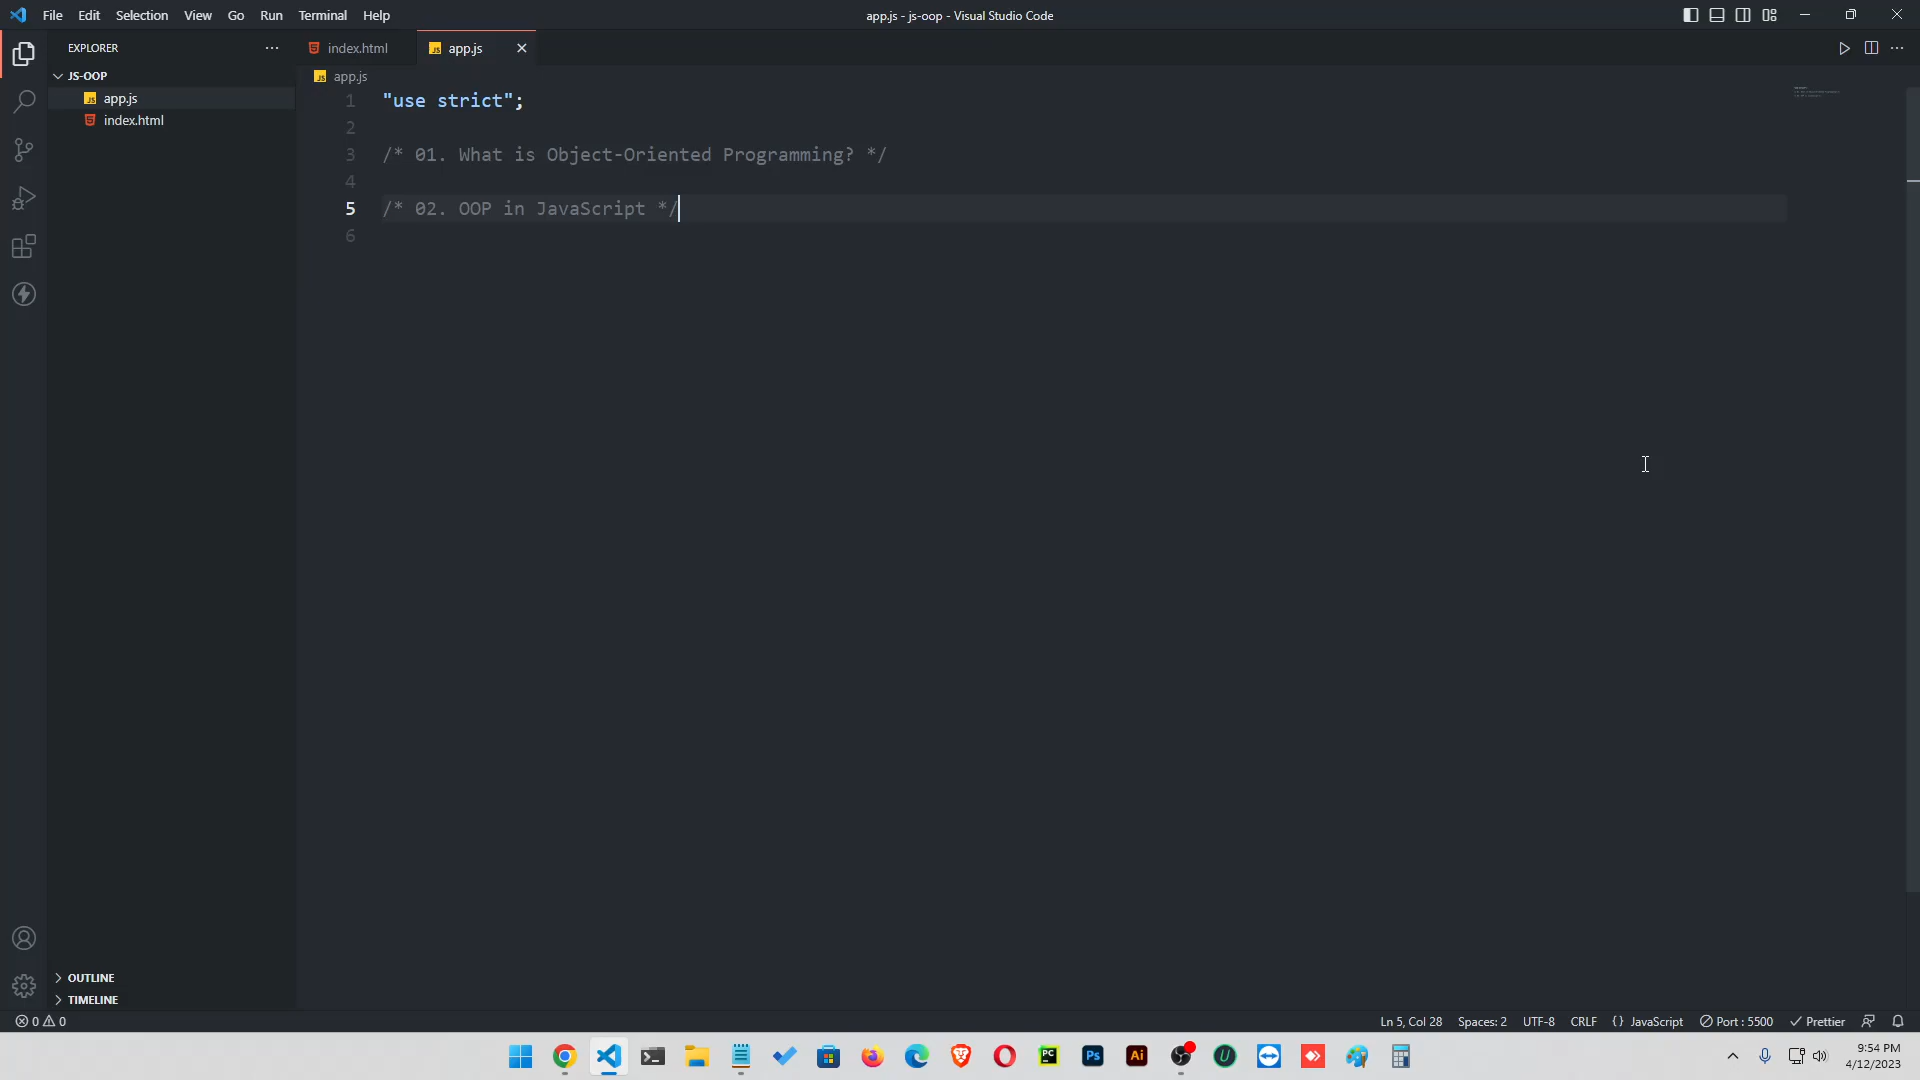 File Edit Selection View Go Run Terminal Help
app.js - js-oop - Visual Studio Code
EXPLORER
JS-OOP
app.js
index.html
index.html
app.js
app.js
1 "use strict";
2
3 /* 01. What is Object-Oriented Programming? */
4
5 /* 02. OOP in JavaScript */
6
OUTLINE
TIMELINE
0 0
Ln 5, Col 28 Spaces: 2 UTF-8 CRLF {} JavaScript Port : 5500 Prettier
PC Ps Ai U
9:54 PM
4/12/2023